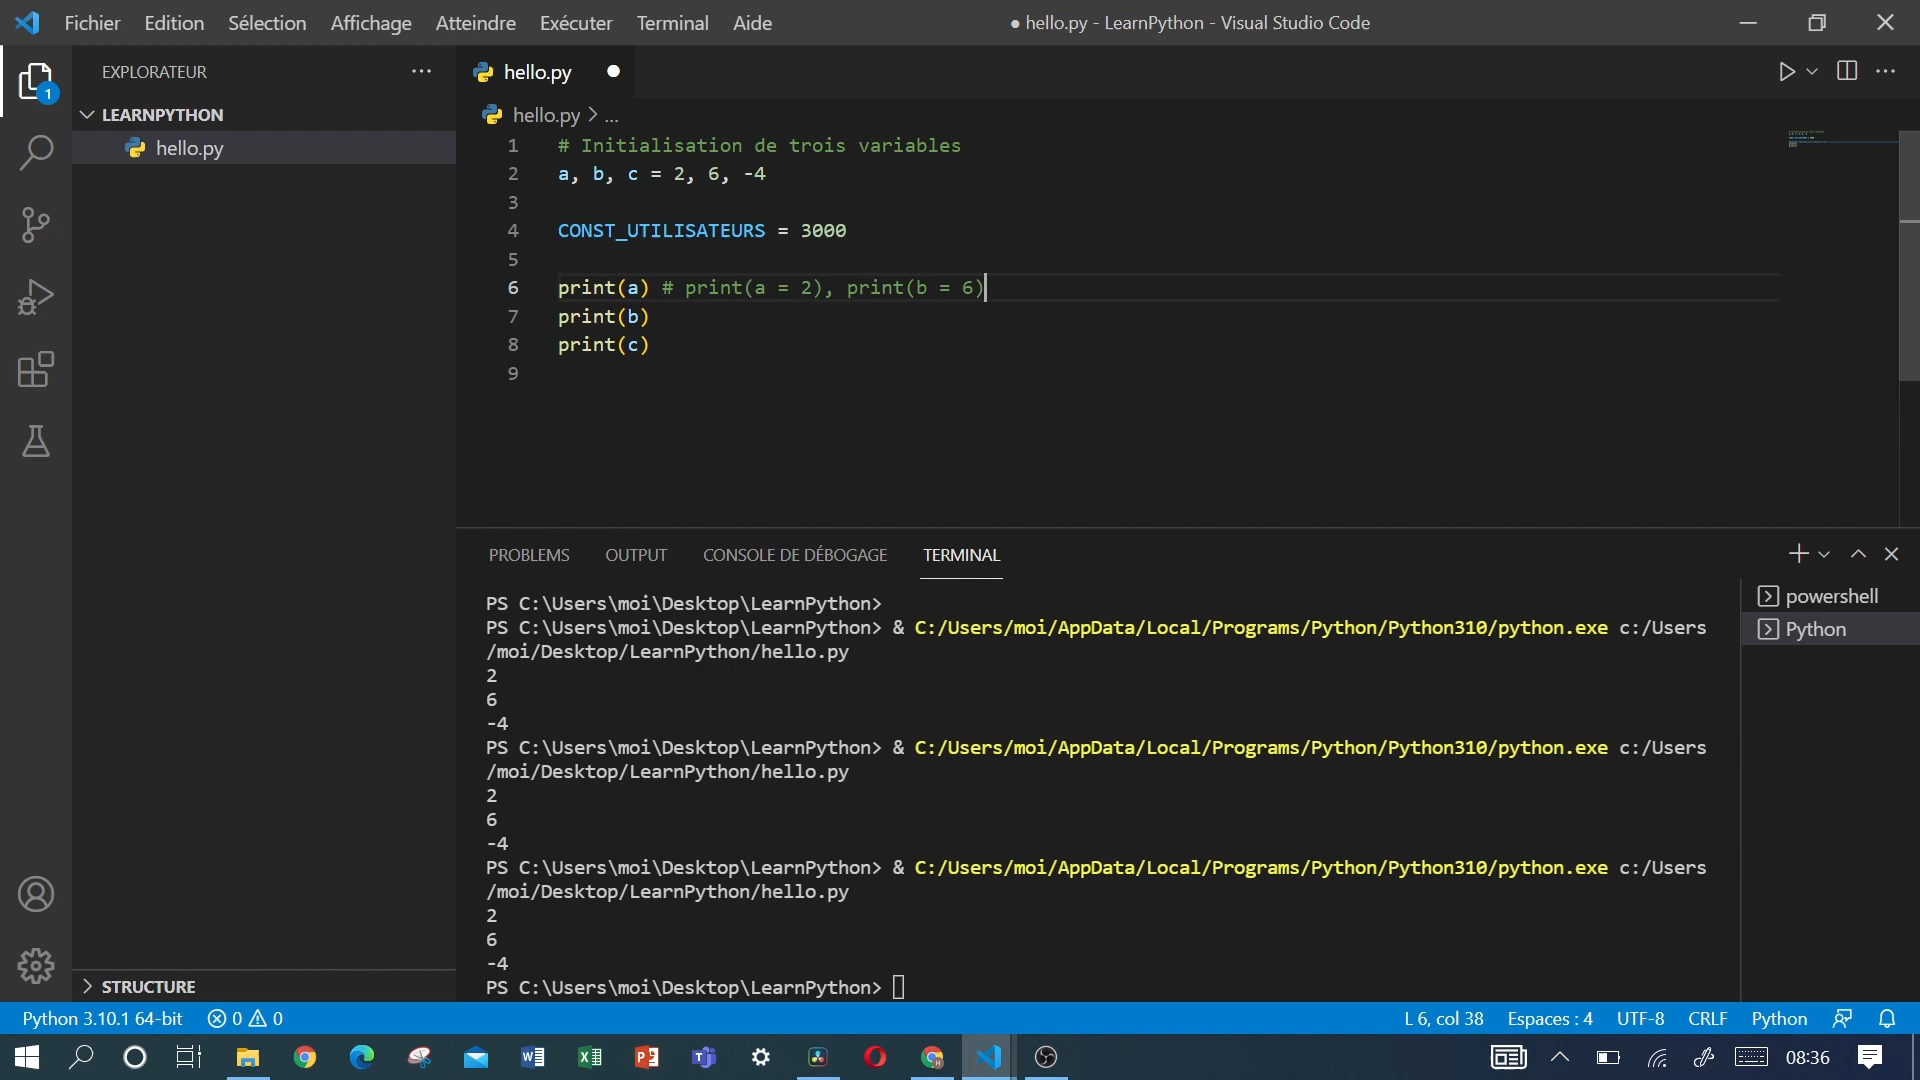 Fichier Edition Sélection Affichage Atteindre Exécuter Terminal Aide
● hello.py - LearnPython - Visual Studio Code
EXPLORATEUR
hello.py
1
LEARNPYTHON
hello.py
hello.py > ...
1 # Initialisation de trois variables
2 a, b, c = 2, 6, -4
3
4 CONST_UTILISATEURS = 3000
5
6 print(a) # print(a = 2), print(b = 6)
7 print(b)
8 print(c)
9
PROBLEMS OUTPUT CONSOLE DE DÉBOGAGE TERMINAL
PS C:\Users\moi\Desktop\LearnPython>
PS C:\Users\moi\Desktop\LearnPython> & C:/Users/moi/AppData/Local/Programs/Python/Python310/python.exe c:/Users
/moi/Desktop/LearnPython/hello.py
2
6
-4
PS C:\Users\moi\Desktop\LearnPython> & C:/Users/moi/AppData/Local/Programs/Python/Python310/python.exe c:/Users
/moi/Desktop/LearnPython/hello.py
2
6
-4
PS C:\Users\moi\Desktop\LearnPython> & C:/Users/moi/AppData/Local/Programs/Python/Python310/python.exe c:/Users
/moi/Desktop/LearnPython/hello.py
2
6
-4
PS C:\Users\moi\Desktop\LearnPython>
powershell
Python
STRUCTURE
Python 3.10.1 64-bit 0 0
L 6, col 38 Espaces : 4 UTF-8 CRLF Python
08:36